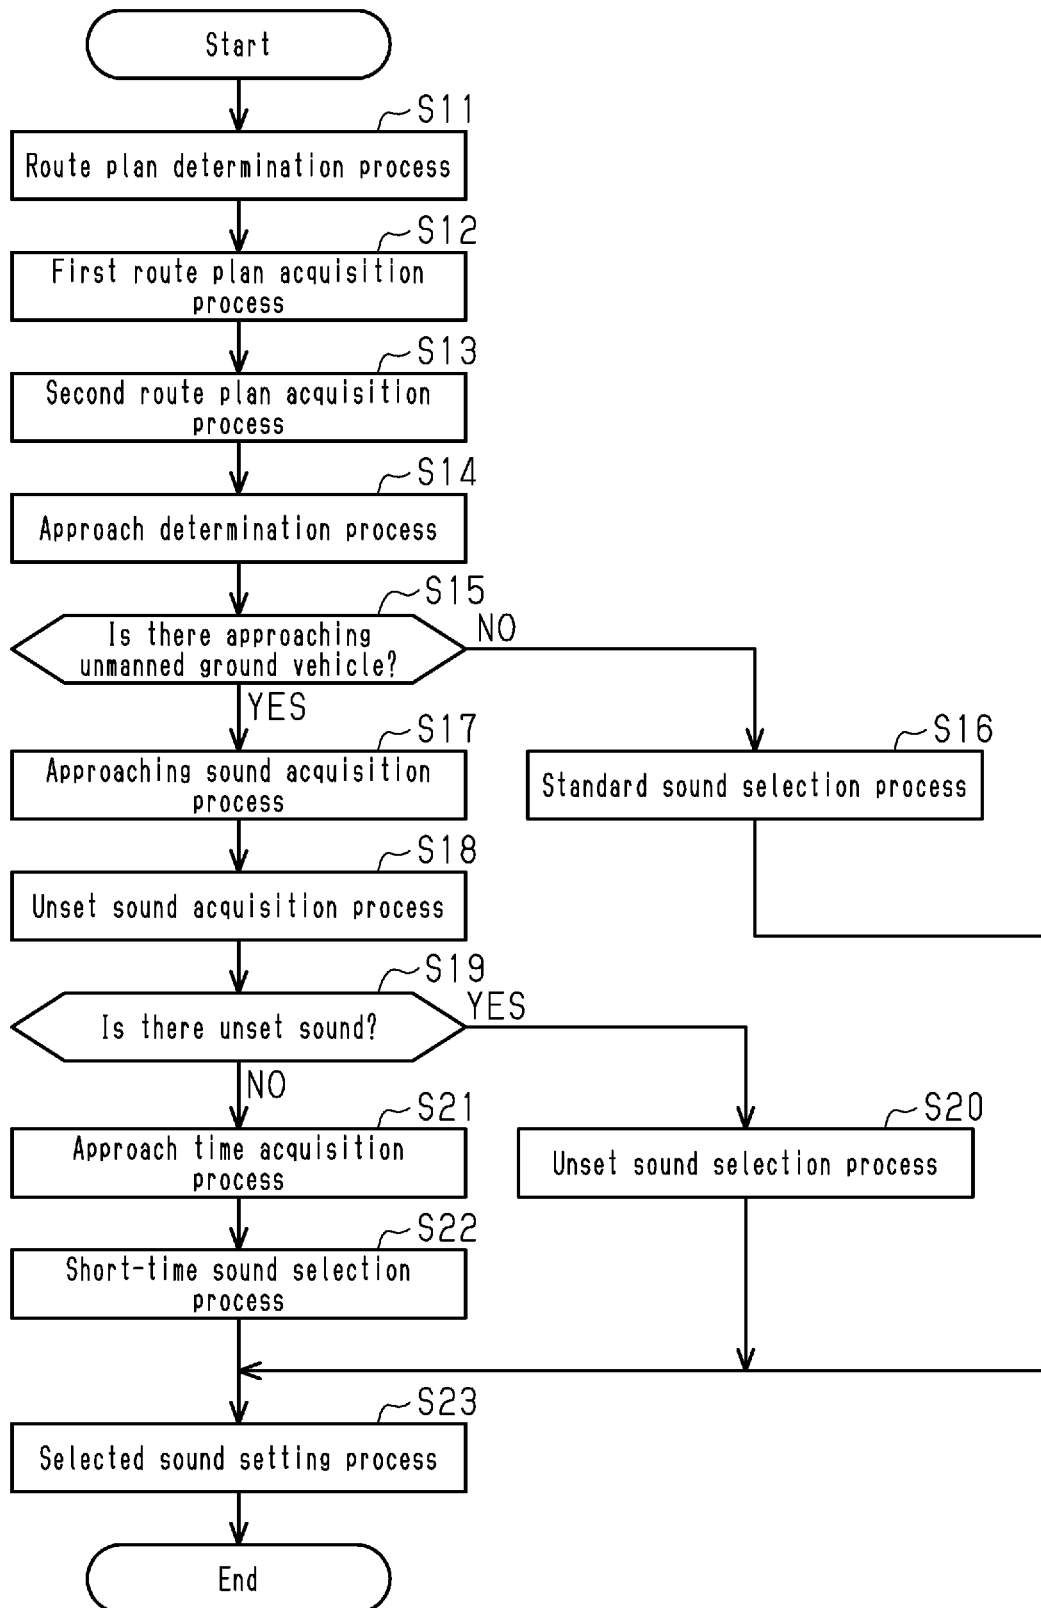 Start
S11
Route plan determination process
S12
First route plan acquisition
process
S13
Second route plan acquisition
process
S14
Approach determination process
S15
Is there approaching
unmanned ground vehicle?
NO
YES
S17
Approaching sound acquisition
process
S16
Standard sound selection process
S18
Unset sound acquisition process
S19
Is there unset sound?
YES
NO
S21
Approach time acquisition
process
S20
Unset sound selection process
S22
Short-time sound selection
process
S23
Selected sound setting process
End